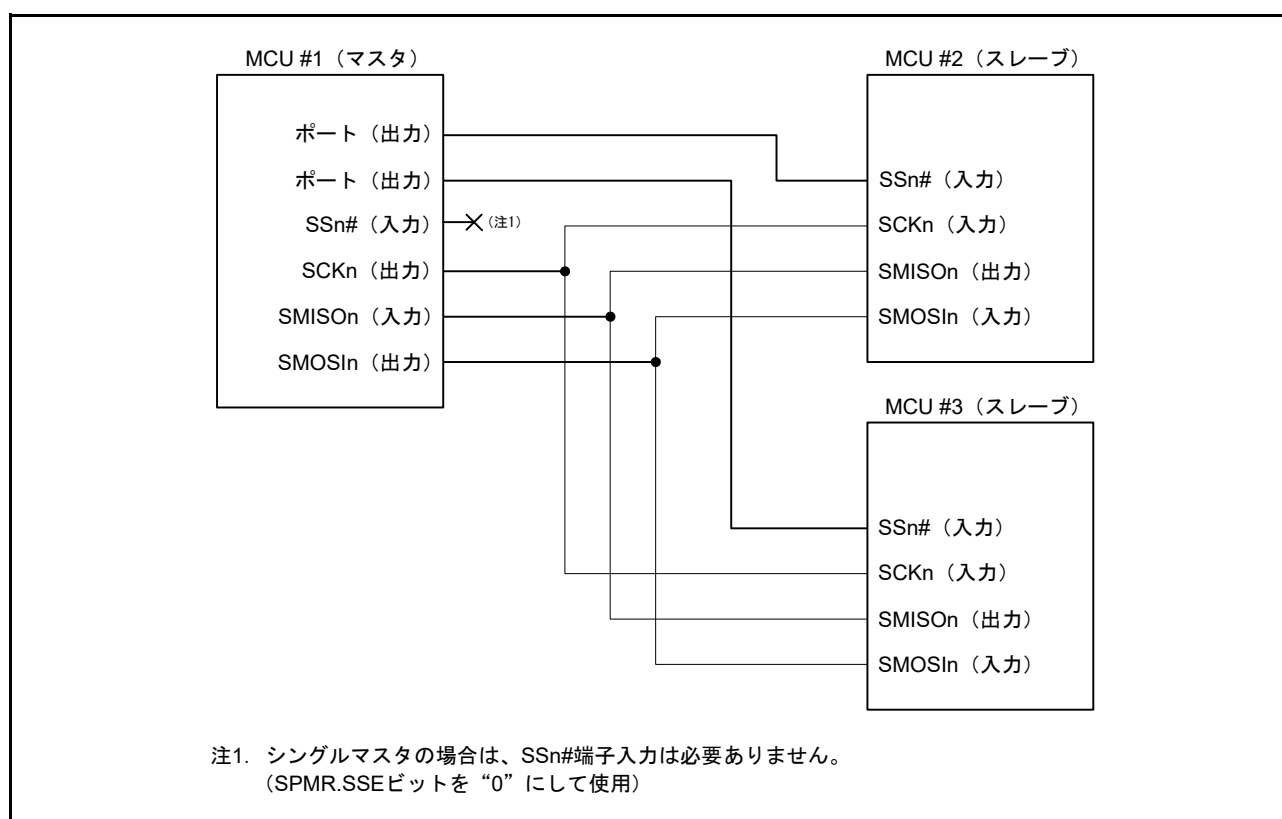 MCU #1（マスタ）
ポート（出力）
ポート（出力）
SSn#（入力）
（注1）
SCKn（出力）
SMISOn（入力）
SMOSIn（出力）
MCU #2（スレーブ）
SSn#（入力）
SCKn（入力）
SMISOn（出力）
SMOSIn（入力）
MCU #3（スレーブ）
SSn#（入力）
SCKn（入力）
SMISOn（出力）
SMOSIn（入力）
注1. シングルマスタの場合は、SSn#端子入力は必要ありません。
（SPMR.SSEビットを“0”にして使用）